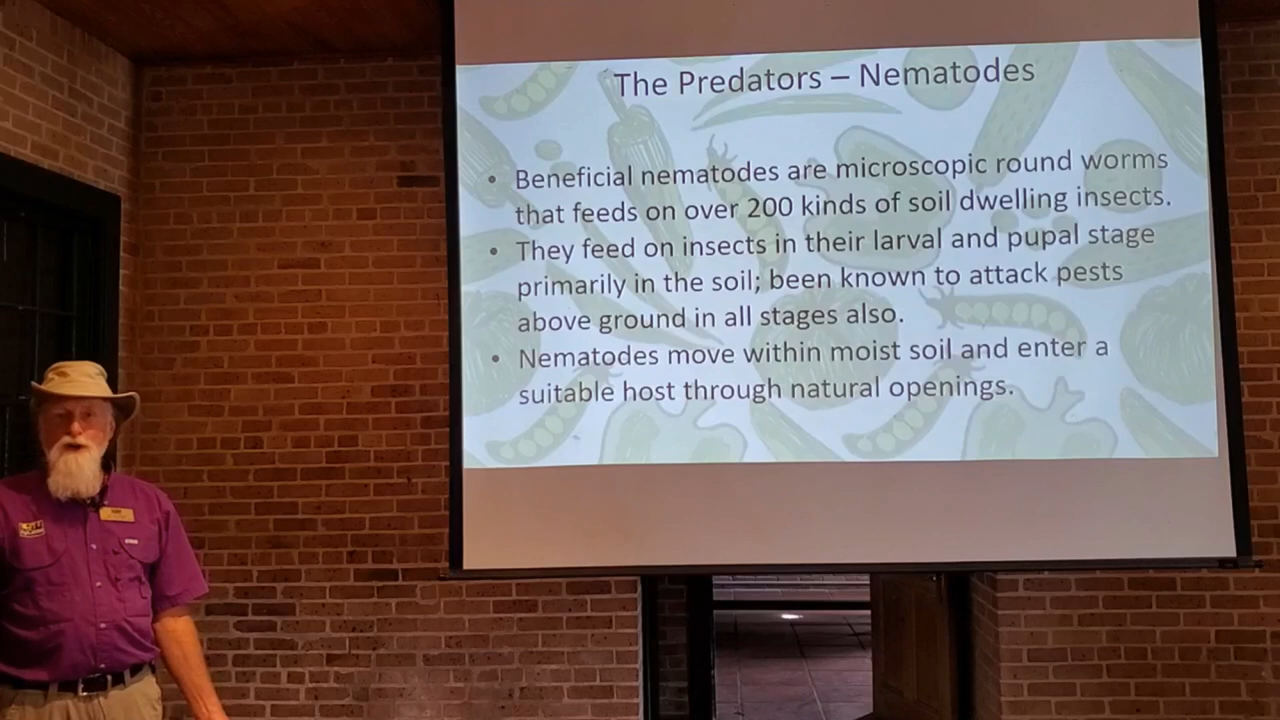 The Predators – Nematodes
• Beneficial nematodes are microscopic round worms
that feeds on over 200 kinds of soil dwelling insects.
• They feed on insects in their larval and pupal stage
primarily in the soil; been known to attack pests
above ground in all stages also.
• Nematodes move within moist soil and enter a
suitable host through natural openings.